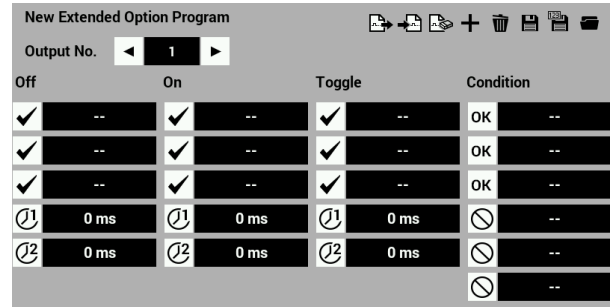 New Extended Option Program
123
Output No. ◄ 1 ►
Off On Toggle Condition
✓ -- ✓ -- ✓ -- OK --
✓ -- ✓ -- ✓ -- OK --
✓ -- ✓ -- ✓ -- OK --
1 0 ms 1 0 ms 1 0 ms --
2 0 ms 2 0 ms 2 0 ms --
--